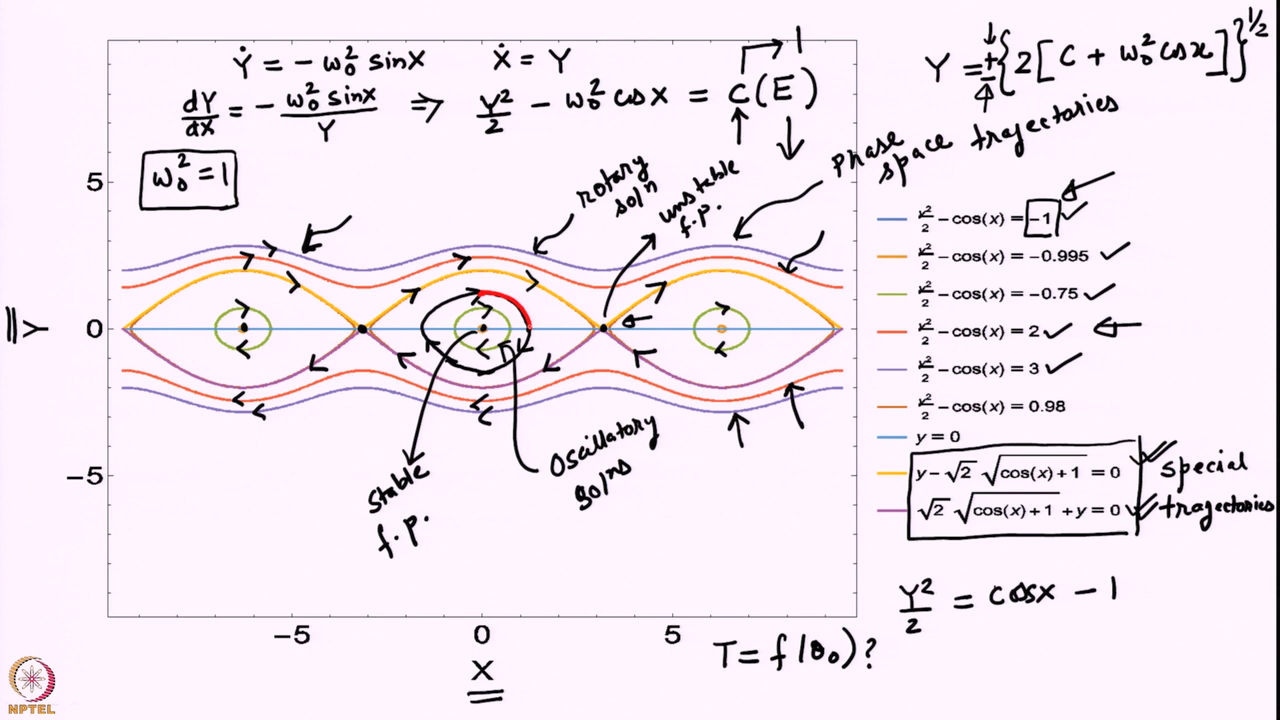 Ẏ = - ω₀² sinX    Ẋ = Y
dY/dX = - ω₀² sinx / Y ⇒ Y²/2 - ω₀² cosx = C(E) → 1
Y = ± {2[C + ω₀² cosx]}^1/2
ω₀² = 1
rotary solⁿ
unstable f.p.
Phase space trajectories
y²/2 - cos(x) = -1 ✓
y²/2 - cos(x) = -0.995 ✓
y²/2 - cos(x) = -0.75 ✓
y²/2 - cos(x) = 2 ✓
y²/2 - cos(x) = 3 ✓
y²/2 - cos(x) = 0.98
y = 0
y - √2 √cos(x)+1 = 0
√2 √cos(x)+1 + y = 0
special
trajectories
5
0
-5
Y
Stable
f.p.
Oscillatory
solⁿs
-5 0 5
X
Y²/2 = cosx - 1
T = f(θ₀)?
NPTEL